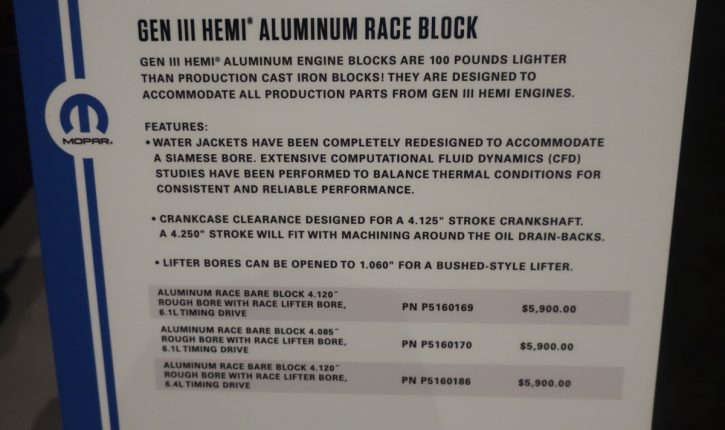 GEN III HEMI® ALUMINUM RACE BLOCK
GEN III HEMI® ALUMINUM ENGINE BLOCKS ARE 100 POUNDS LIGHTER
THAN PRODUCTION CAST IRON BLOCKS! THEY ARE DESIGNED TO
ACCOMMODATE ALL PRODUCTION PARTS FROM GEN III HEMI ENGINES.
MOPAR®
FEATURES:
• WATER JACKETS HAVE BEEN COMPLETELY REDESIGNED TO ACCOMMODATE
A SIAMESE BORE. EXTENSIVE COMPUTATIONAL FLUID DYNAMICS (CFD)
STUDIES HAVE BEEN PERFORMED TO BALANCE THERMAL CONDITIONS FOR
CONSISTENT AND RELIABLE PERFORMANCE.
• CRANKCASE CLEARANCE DESIGNED FOR A 4.125" STROKE CRANKSHAFT.
A 4.250" STROKE WILL FIT WITH MACHINING AROUND THE OIL DRAIN-BACKS.
• LIFTER BORES CAN BE OPENED TO 1.060" FOR A BUSHED-STYLE LIFTER.
ALUMINUM RACE BARE BLOCK 4.120"
ROUGH BORE WITH RACE LIFTER BORE, PN P5160169 $5,900.00
6.1L TIMING DRIVE
ALUMINUM RACE BARE BLOCK 4.085"
ROUGH BORE WITH RACE LIFTER BORE, PN P5160170 $5,900.00
6.1L TIMING DRIVE
ALUMINUM RACE BARE BLOCK 4.120"
ROUGH BORE WITH RACE LIFTER BORE, PN P5160186 $5,900.00
6.4L TIMING DRIVE